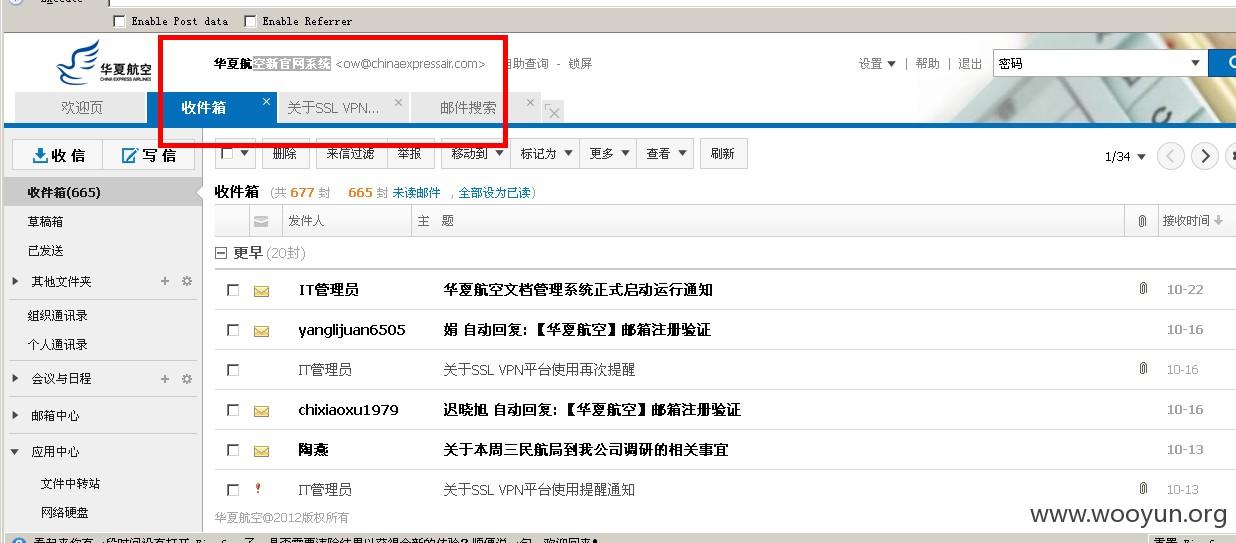 Enable Post data Enable Referrer
华夏航空 CHINA EXPRESS AIRLINES
华夏航空新官网系统 <ow@chinaexpressair.com> 自助查询 - 锁屏
设置 | 帮助 | 退出 密码
欢迎页 收件箱 关于SSL VPN... 邮件搜索
收信 写信
删除 来信过滤 举报 移动到 标记为 更多 查看 刷新 1/34
收件箱(665)
草稿箱
已发送
其他文件夹
组织通讯录
个人通讯录
会议与日程
邮箱中心
应用中心
文件中转站
网络硬盘
收件箱 (共 677 封 665 封 未读邮件 , 全部设为已读)
发件人 主 题 接收时间
更早 (20封)
IT管理员 华夏航空文档管理系统正式启动运行通知 10-22
yanglijuan6505 娟 自动回复:【华夏航空】邮箱注册验证 10-16
IT管理员 关于SSL VPN平台使用再次提醒 10-16
chixiaoxu1979 迟晓旭 自动回复:【华夏航空】邮箱注册验证 10-16
陶燕 关于本周三民航局到我公司调研的相关事宜 10-13
IT管理员 关于SSL VPN平台使用提醒通知 10-13
华夏航空@2012版权所有
www.wooyun.org